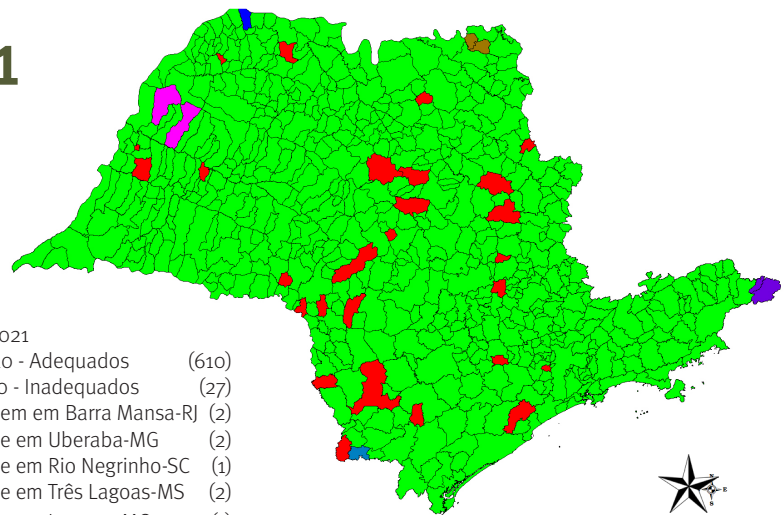 1
021
o - Adequados (610)
o - Inadequados (27)
em em Barra Mansa-RJ (2)
e em Uberaba-MG (2)
e em Rio Negrinho-SC (1)
e em Três Lagoas-MS (2)
N
E
S